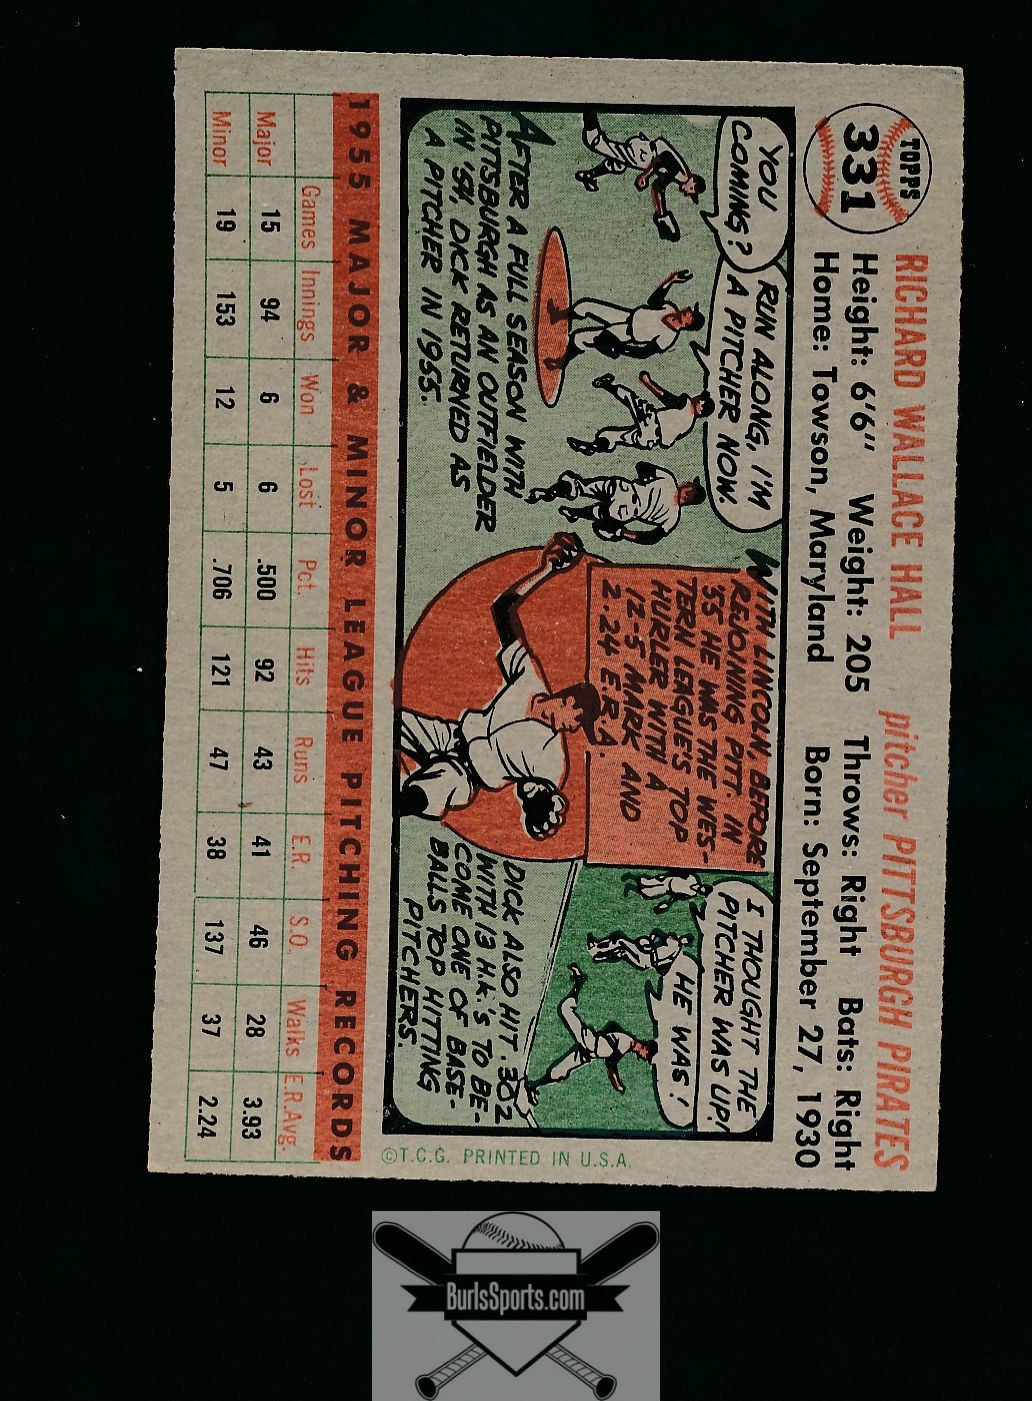 TOPPS
331
RICHARD WALLACE HALL pitcher PITTSBURGH PIRATES
Height: 6'6" Weight: 205 Throws: Right Bats: Right
Home: Towson, Maryland Born: September 27, 1930
YOU
COMING?
RUN ALONG, I'M
A PITCHER NOW.
AFTER A FULL SEASON WITH
PITTSBURGH AS AN OUTFIELDER
IN '54, DICK RETURNED AS
A PITCHER IN 1955.
WITH LINCOLN, BEFORE
REJOINING PITT IN
'55 HE WAS THE WES-
TERN LEAGUE'S TOP
HURLER WITH A
12-5 MARK AND
2.24 E.R.A.
I THOUGHT THE
PITCHER WAS UP!
HE WAS!
DICK ALSO HIT .302
WITH 13 H.R.'S TO BE-
COME ONE OF BASE-
BALLS TOP HITTING
PITCHERS.
©T.C.G. PRINTED IN U.S.A.
1955 MAJOR & MINOR LEAGUE PITCHING RECORDS
Games Innings Won Lost Pct. Hits Runs E.R. S.O. Walks E.R.Avg.
Major 15 94 6 6 .500 92 43 41 46 28 3.93
Minor 19 153 12 5 .706 121 47 38 137 37 2.24
BurlsSports.com